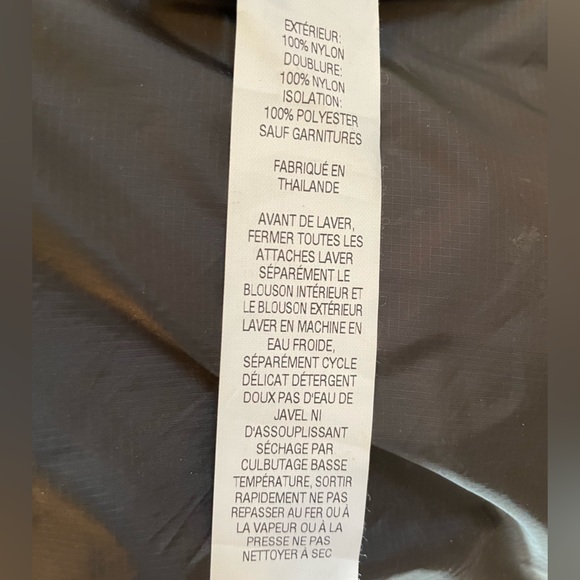 EXTÉRIEUR:
100% NYLON
DOUBLURE:
100% NYLON
ISOLATION:
100% POLYESTER
SAUF GARNITURES
FABRIQUÉ EN
THAILANDE
AVANT DE LAVER,
FERMER TOUTES LES
ATTACHES LAVER
SÉPARÉMENT LE
BLOUSON INTÉRIEUR ET
LE BLOUSON EXTÉRIEUR
LAVER EN MACHINE EN
EAU FROIDE,
SÉPARÉMENT CYCLE
DÉLICAT DÉTERGENT
DOUX PAS D'EAU DE
JAVEL NI
D'ASSOUPLISSANT
SÉCHAGE PAR
CULBUTAGE BASSE
TEMPÉRATURE, SORTIR
RAPIDEMENT NE PAS
REPASSER AU FER OU À
LA VAPEUR OU À LA
PRESSE NE PAS
NETTOYER À SEC